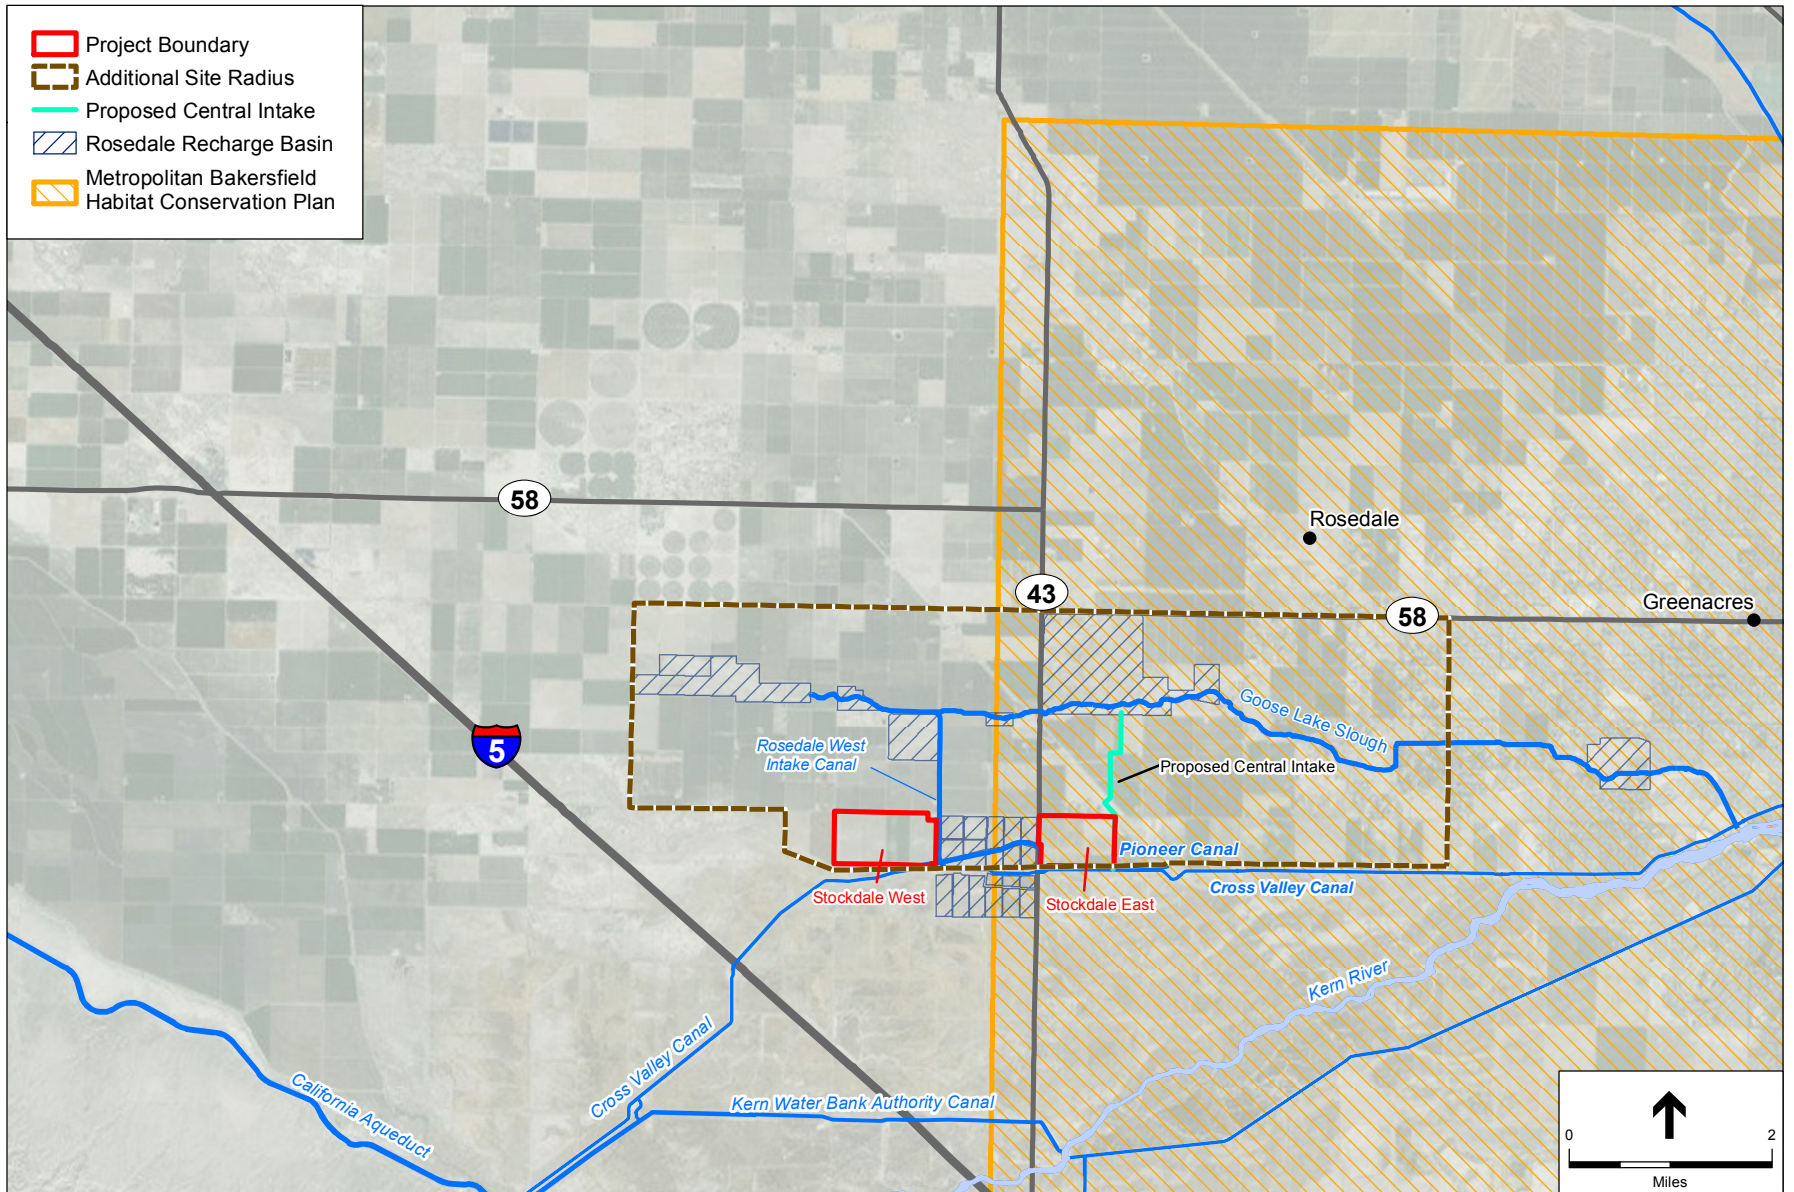 Project Boundary
Additional Site Radius
Proposed Central Intake
Rosedale Recharge Basin
Metropolitan Bakersfield
Habitat Conservation Plan
58
Rosedale
43
58
Greenacres
Goose Lake Slough
5
Rosedale West
Intake Canal
Proposed Central Intake
Pioneer Canal
Cross Valley Canal
Stockdale West
Stockdale East
Kern River
Cross Valley Canal
Kern Water Bank Authority Canal
California Aqueduct
0
2
Miles